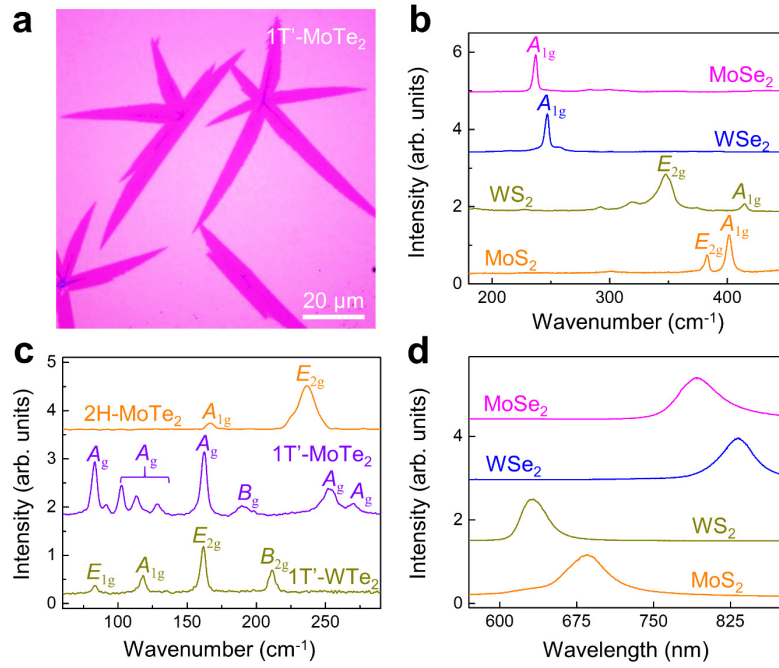 a
1T'-MoTe2
20 μm
b
Intensity (arb. units)
6
4
2
0
A1g
MoSe2
A1g
WSe2
E2g
WS2
A1g
A1g
E2g
MoS2
200 300 400
Wavenumber (cm-1)
c
Intensity (arb. units)
5
4
3
2
1
0
E2g
2H-MoTe2
A1g
Ag
Ag
Ag
1T'-MoTe2
Bg
Ag
Ag
E1g
A1g
E2g
B2g
1T'-WTe2
60 100 150 200 250
Wavenumber (cm-1)
d
Intensity (arb. units)
4
2
0
MoSe2
WSe2
WS2
MoS2
600 675 750 825
Wavelength (nm)